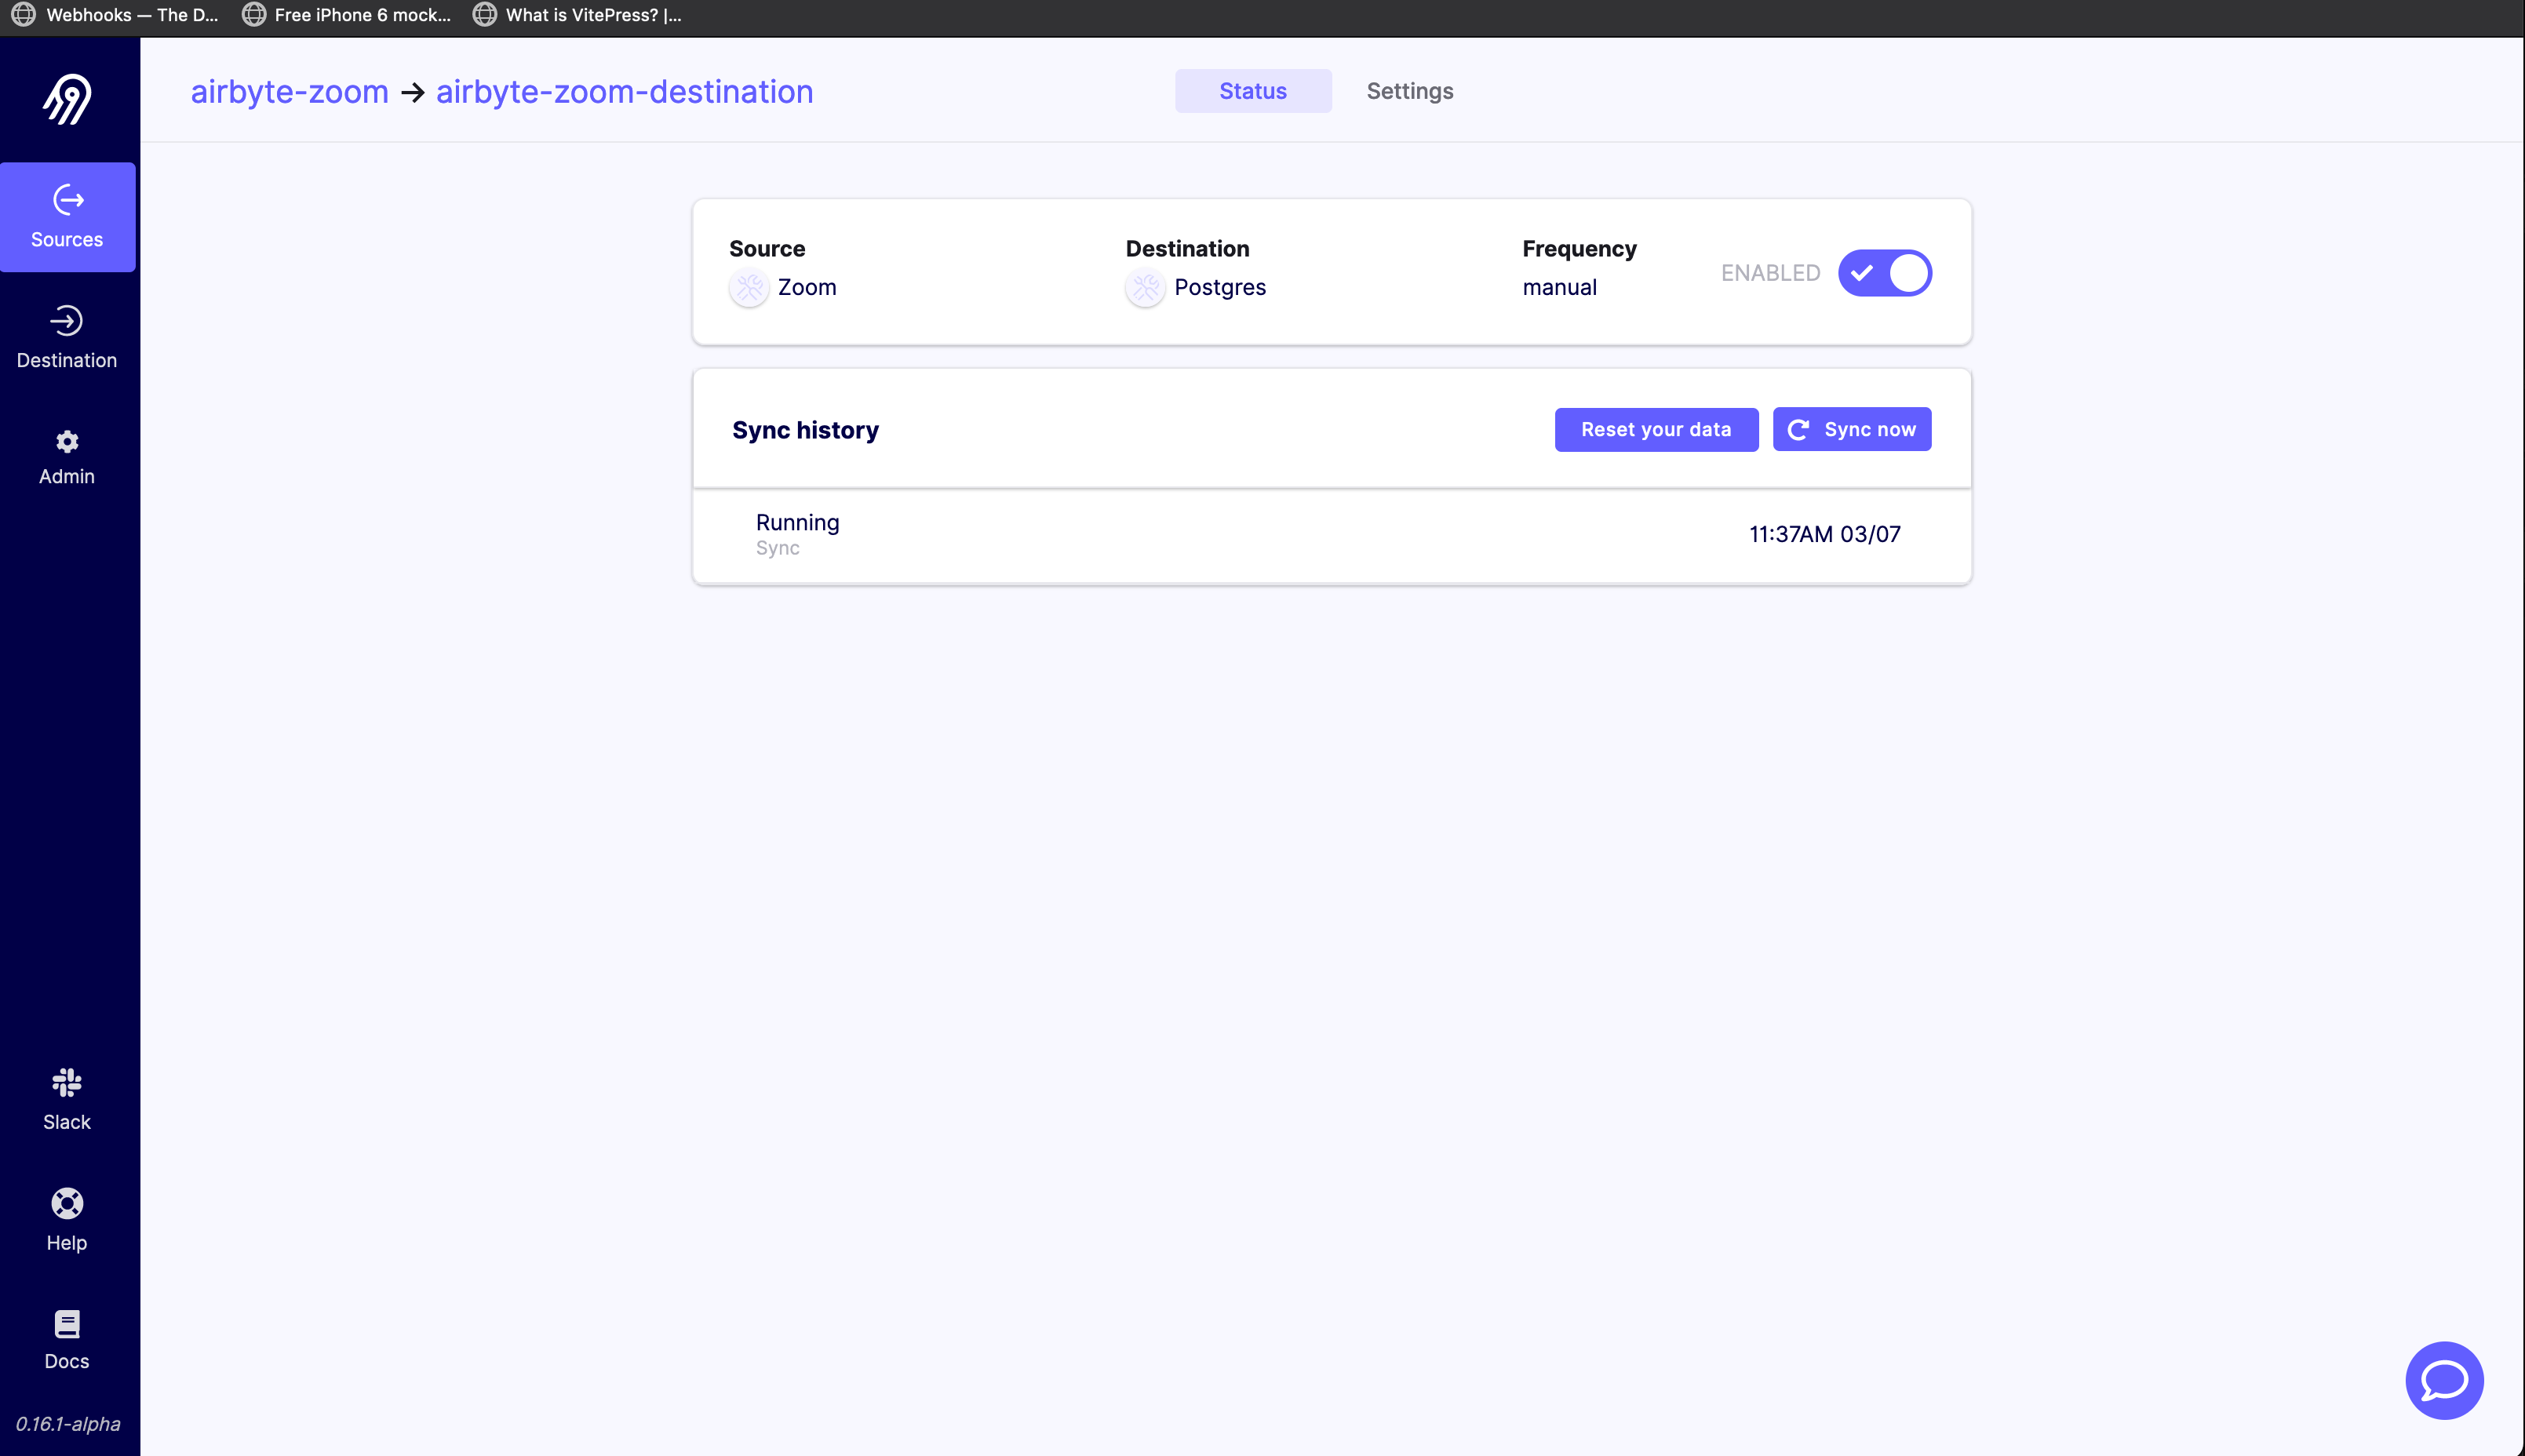 Webhooks — The D... Free iPhone 6 mock... What is VitePress? |...
airbyte-zoom → airbyte-zoom-destination
Status Settings
Sources
Destination
Admin
Source Destination Frequency
Zoom Postgres manual
ENABLED
Sync history
Reset your data Sync now
Running
Sync
11:37AM 03/07
Slack
Help
Docs
0.16.1-alpha